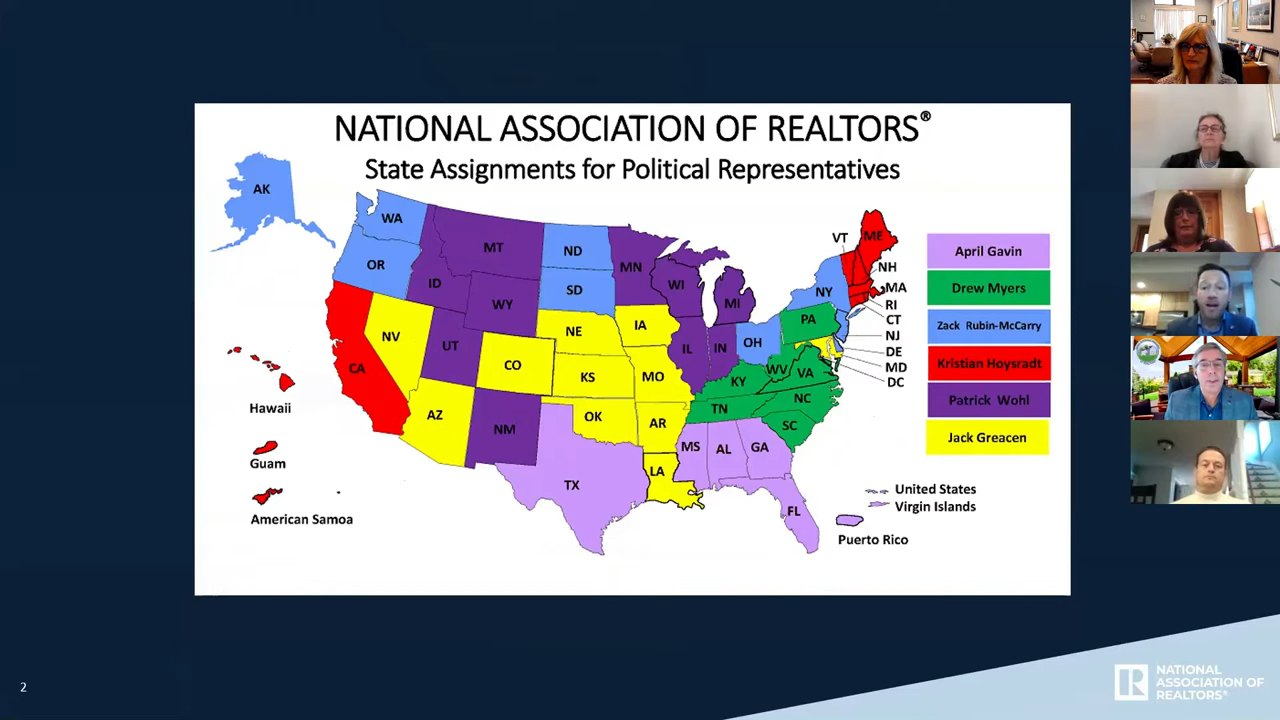 NATIONAL ASSOCIATION OF REALTORS®
State Assignments for Political Representatives
AK
WA
OR
CA
NV
ID
MT
WY
UT
AZ
CO
NM
ND
SD
NE
KS
OK
TX
MN
IA
MO
AR
LA
WI
IL
IN
MI
OH
KY
TN
MS
AL
GA
FL
SC
NC
VA
WV
PA
NY
VT
ME
NH
MA
RI
CT
NJ
DE
MD
DC
Hawaii
Guam
American Samoa
April Gavin
Drew Myers
Zack Rubin-McCarry
Kristian Hoysradt
Patrick Wohl
Jack Greacen
United States
Virgin Islands
Puerto Rico
2
R
NATIONAL
ASSOCIATION OF
REALTORS®